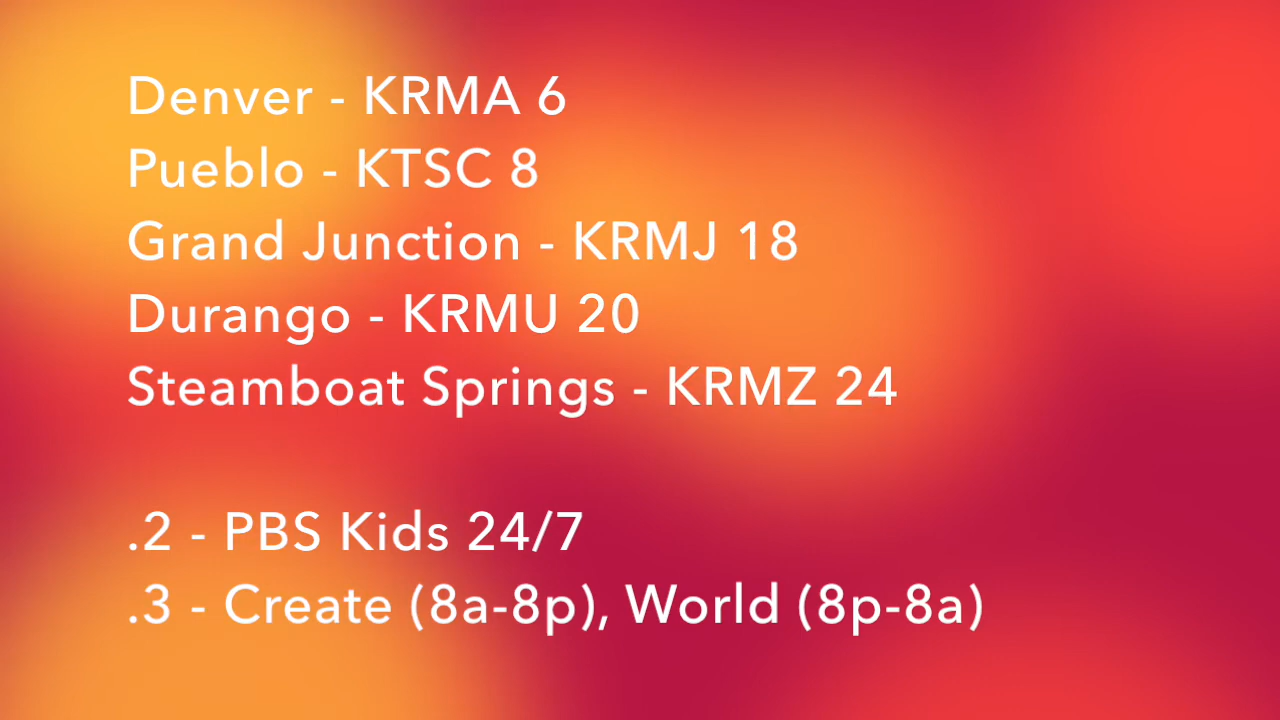 Denver - KRMA 6
Pueblo - KTSC 8
Grand Junction - KRMJ 18
Durango - KRMU 20
Steamboat Springs - KRMZ 24
.2 - PBS Kids 24/7
.3 - Create (8a-8p), World (8p-8a)